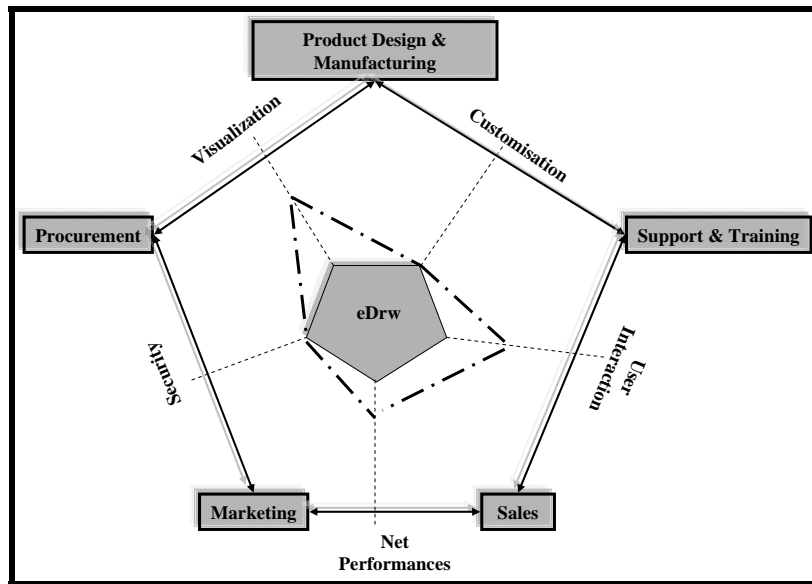 Product Design &
Manufacturing
Visualization
Customisation
Procurement
Support & Training
eDrw
User
Interaction
Security
Marketing
Sales
Net
Performances